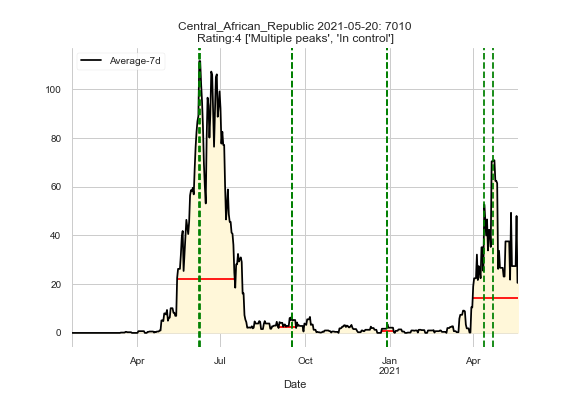 Central_African_Republic 2021-05-20: 7010
Rating:4 ['Multiple peaks', 'In control']
Average-7d
100
80
60
40
20
0
Apr Jul Oct Jan Apr
2021
Date